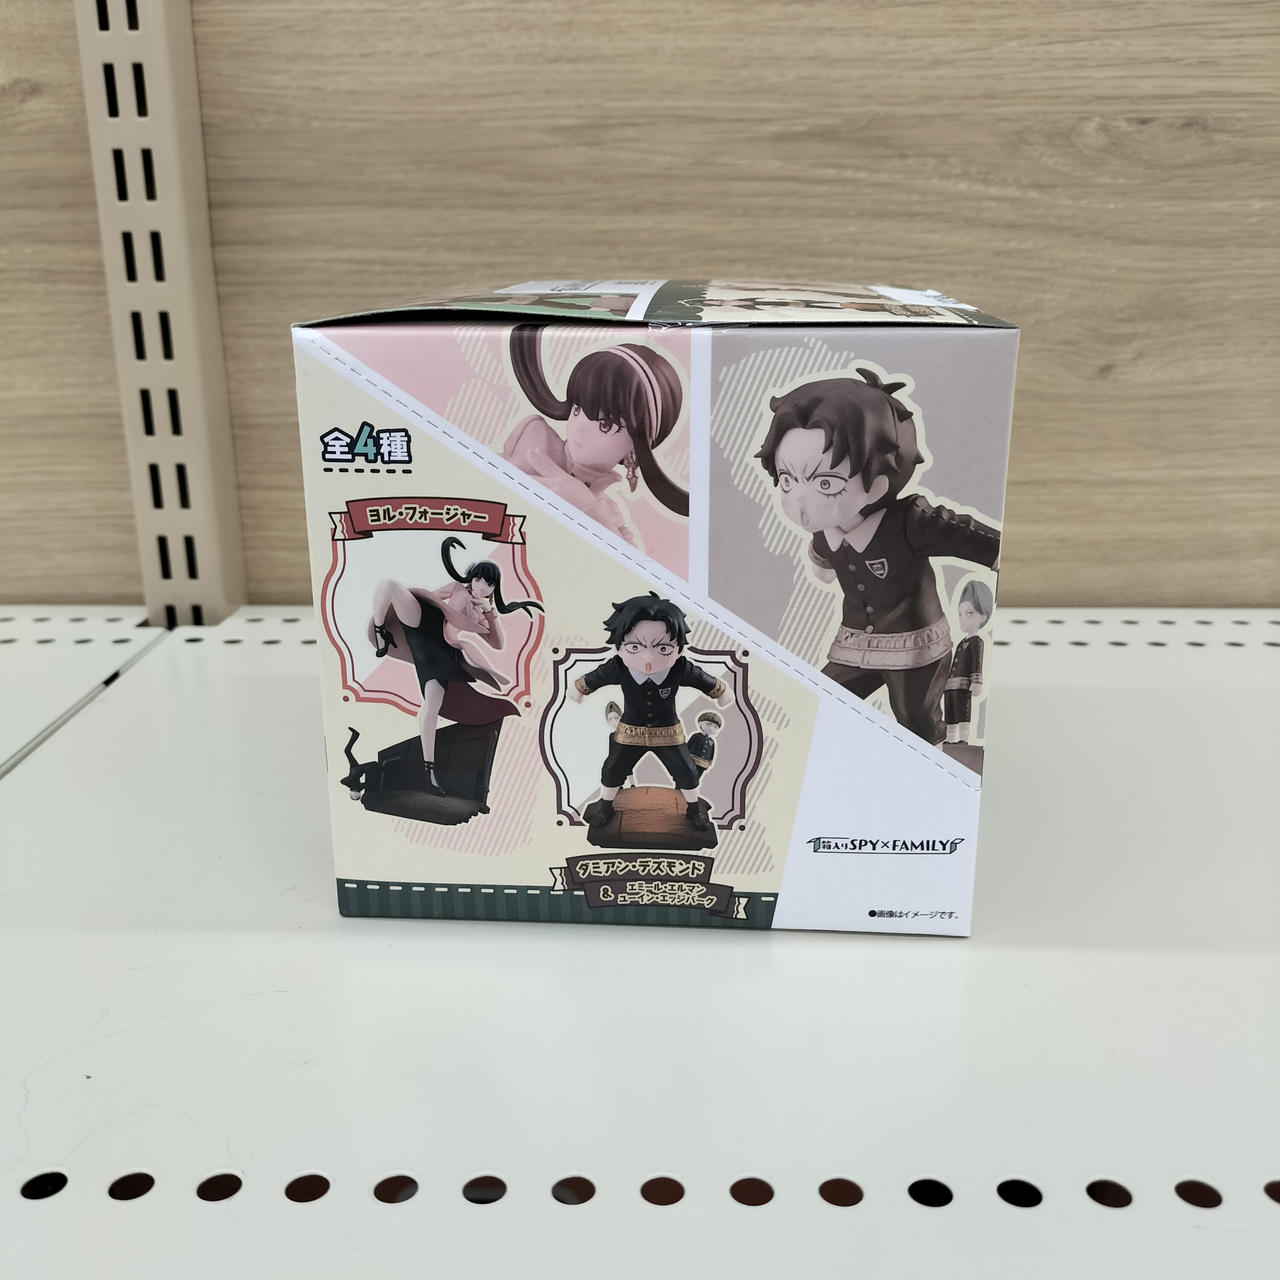 全4種
ヨル・フォージャー
ダミアン・デスモンド
& エミール・エルマン
ユーイン・エッジバーグ
箱入りSPY×FAMILY
●画像はイメージです。